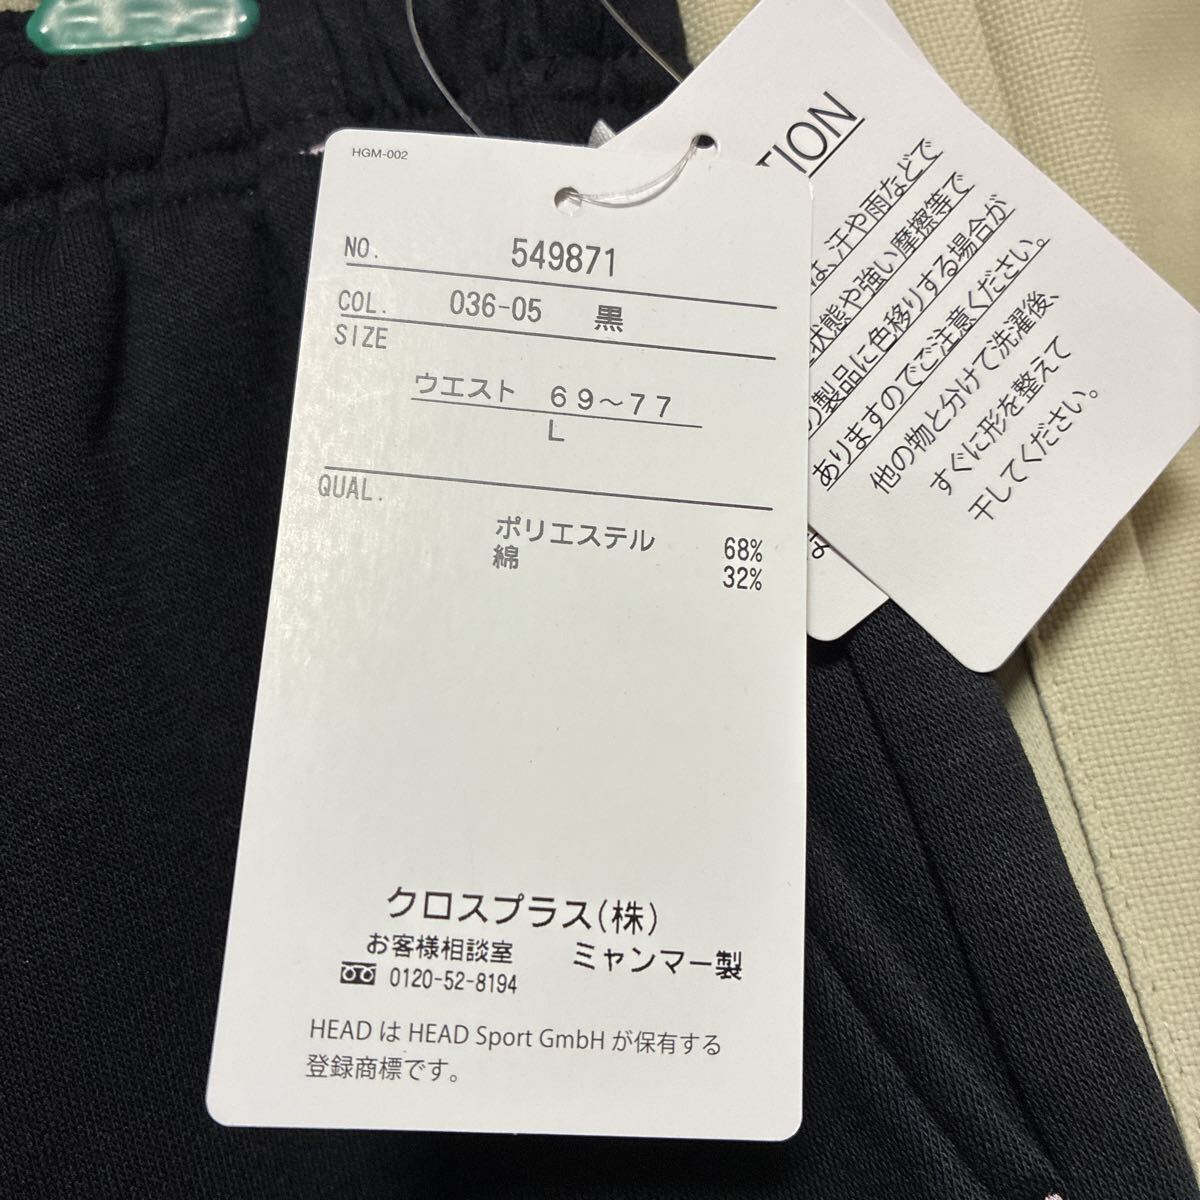 HGM-002
NO. 549871
COL. 036-05 黒
SIZE
ウエスト 69〜77
L
QUAL.
ポリエステル 68%
綿 32%
クロスプラス(株)
お客様相談室 ミャンマー製
0120-52-8194
HEAD は HEAD Sport GmbH が保有する
登録商標です。
TION
は、汗や雨などで
状態や強い摩擦等で
の製品に色移りする場合が
ありますのでご注意ください。
他の物と分けて洗濯後、
すぐに形を整えて
干してください。